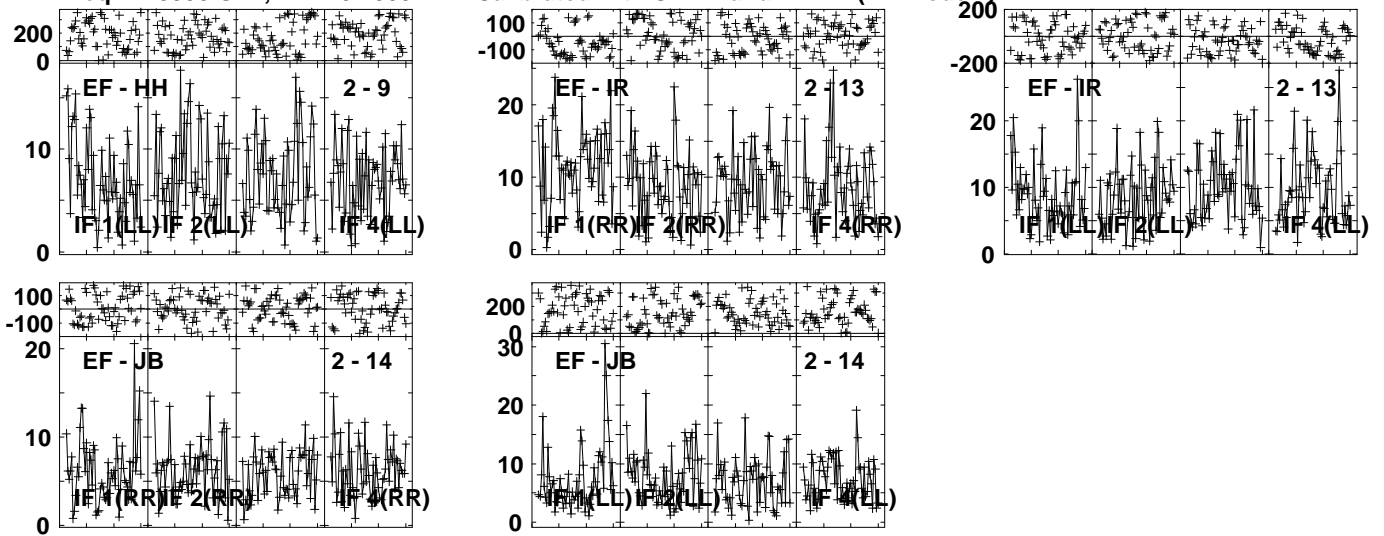 200
0
EF - HH
2 - 9
10
IF 1(LL)
IF 2(LL)
IF 4(LL)
0
100
-100
EF - IR
2 - 13
20
10
IF 1(RR)
IF 2(RR)
IF 4(RR)
0
200
-200
EF - IR
2 - 13
20
10
IF 1(LL)
IF 2(LL)
IF 4(LL)
0
100
-100
20
EF - JB
2 - 14
10
IF 1(RR)
IF 2(RR)
IF 4(RR)
0
200
0
30
EF - JB
2 - 14
20
10
IF 1(LL)
IF 2(LL)
IF 4(LL)
0